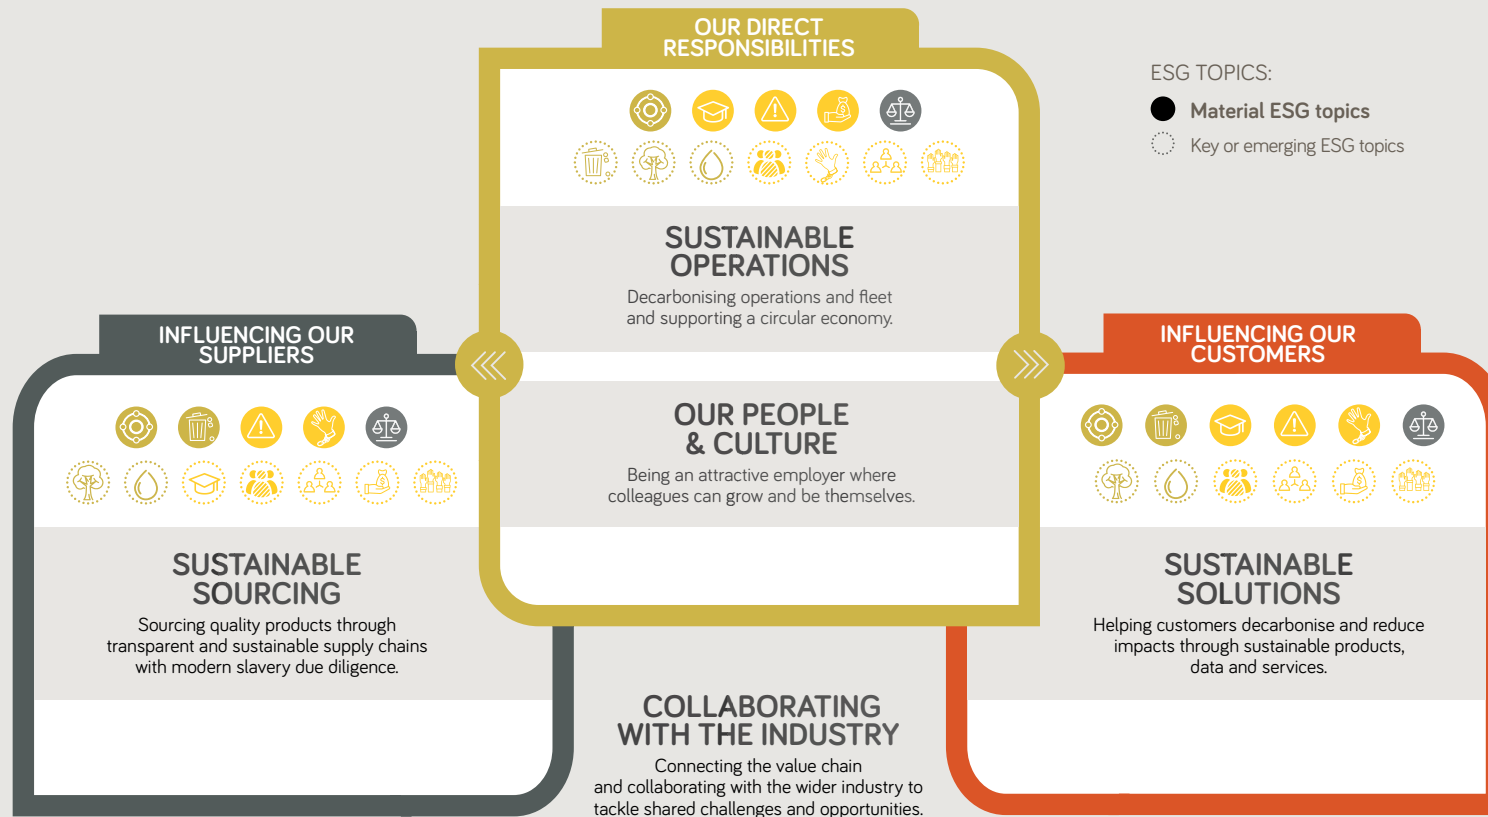 OUR DIRECT
RESPONSIBILITIES
ESG TOPICS:
Material ESG topics
Key or emerging ESG topics
SUSTAINABLE
OPERATIONS
Decarbonising operations and fleet
and supporting a circular economy.
OUR PEOPLE
& CULTURE
Being an attractive employer where
colleagues can grow and be themselves.
INFLUENCING OUR
SUPPLIERS
SUSTAINABLE
SOURCING
Sourcing quality products through
transparent and sustainable supply chains
with modern slavery due diligence.
INFLUENCING OUR
CUSTOMERS
SUSTAINABLE
SOLUTIONS
Helping customers decarbonise and reduce
impacts through sustainable products,
data and services.
COLLABORATING
WITH THE INDUSTRY
Connecting the value chain
and collaborating with the wider industry to
tackle shared challenges and opportunities.